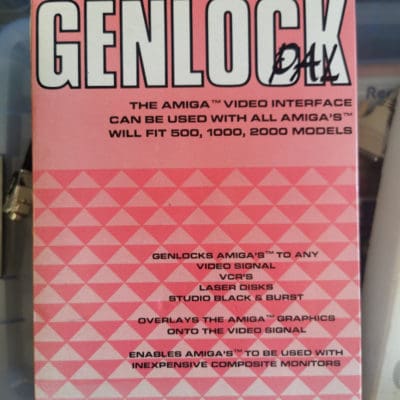 GENLOCK
PAL
THE AMIGA™ VIDEO INTERFACE
CAN BE USED WITH ALL AMIGA'S™
WILL FIT 500, 1000, 2000 MODELS
GENLOCKS AMIGA'S™ TO ANY
VIDEO SIGNAL
VCR'S
LASER DISKS
STUDIO BLACK & BURST
OVERLAYS THE AMIGA™ GRAPHICS
ONTO THE VIDEO SIGNAL
ENABLES AMIGA'S™ TO BE USED WITH
INEXPENSIVE COMPOSITE MONITORS